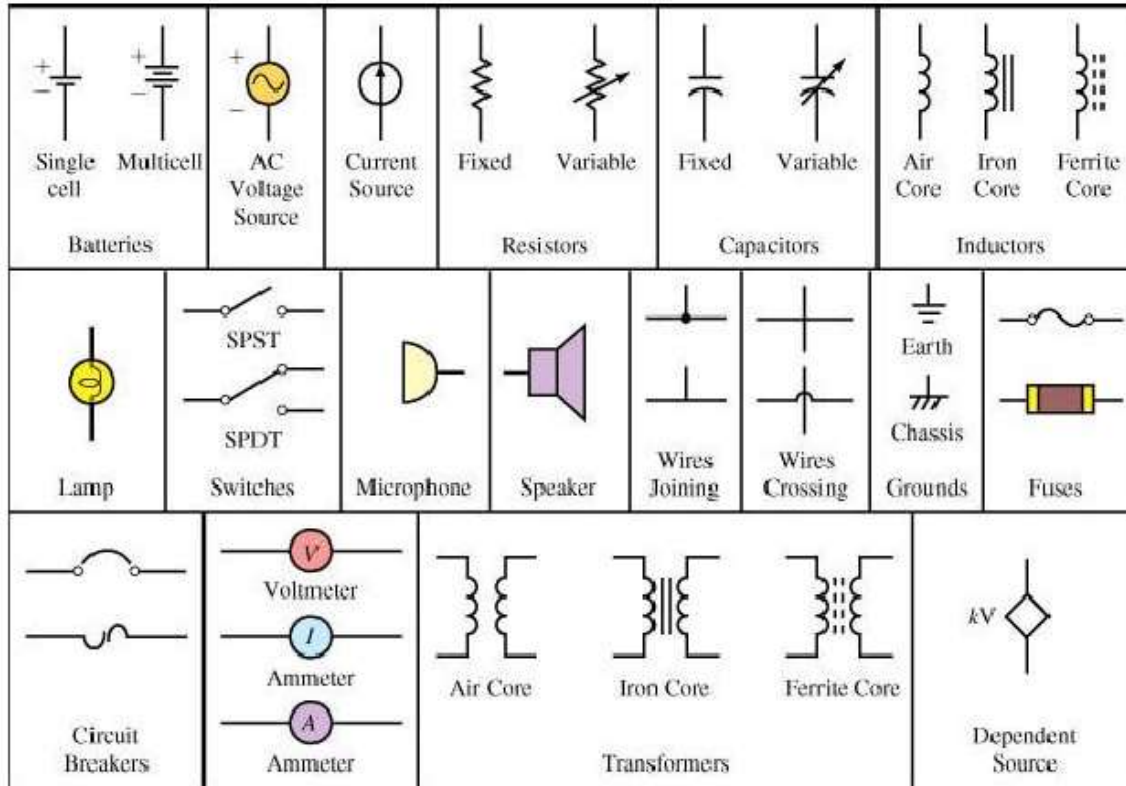 +
−
Single
cell
+
−
Multicell
Batteries
+
−
AC
Voltage
Source
Current
Source
Fixed
Variable
Resistors
Fixed
Variable
Capacitors
Air
Core
Iron
Core
Ferrite
Core
Inductors
Lamp
SPST
SPDT
Switches
Microphone
Speaker
Wires
Joining
Wires
Crossing
Earth
Chassis
Grounds
Fuses
Circuit
Breakers
V
Voltmeter
I
Ammeter
A
Ammeter
Air Core
Iron Core
Ferrite Core
Transformers
kV
Dependent
Source